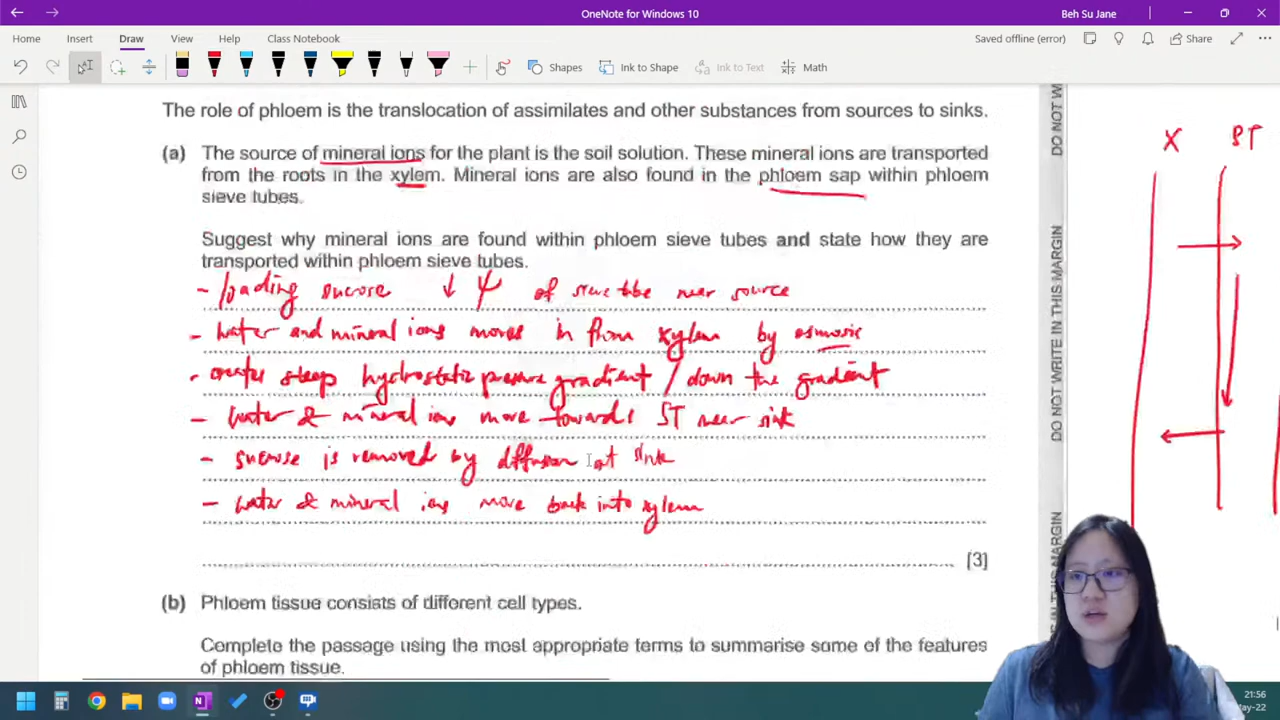 OneNote for Windows 10
Beh Su Jane
Home Insert Draw View Help Class Notebook
Saved offline (error) Share
Shapes Ink to Shape Ink to Text Math
The role of phloem is the translocation of assimilates and other substances from sources to sinks.
(a) The source of mineral ions for the plant is the soil solution. These mineral ions are transported
from the roots in the xylem. Mineral ions are also found in the phloem sap within phloem
sieve tubes.
Suggest why mineral ions are found within phloem sieve tubes and state how they are
transported within phloem sieve tubes.
- loading sucrose ↓ Ψ of sieve tube near source
- water and mineral ions moves in from xylem by osmosis
- creates steep hydrostatic pressure gradient / down the gradient
- water & mineral ions move towards ST near sink
- sucrose is removed by diffusion at sink
- water & mineral ions move back into xylem
[3]
(b) Phloem tissue consists of different cell types.
Complete the passage using the most appropriate terms to summarise some of the features
of phloem tissue.
X ST
DO NOT W
DO NOT WRITE IN THIS MARGIN
IN THIS MARGIN
21:56
May-22